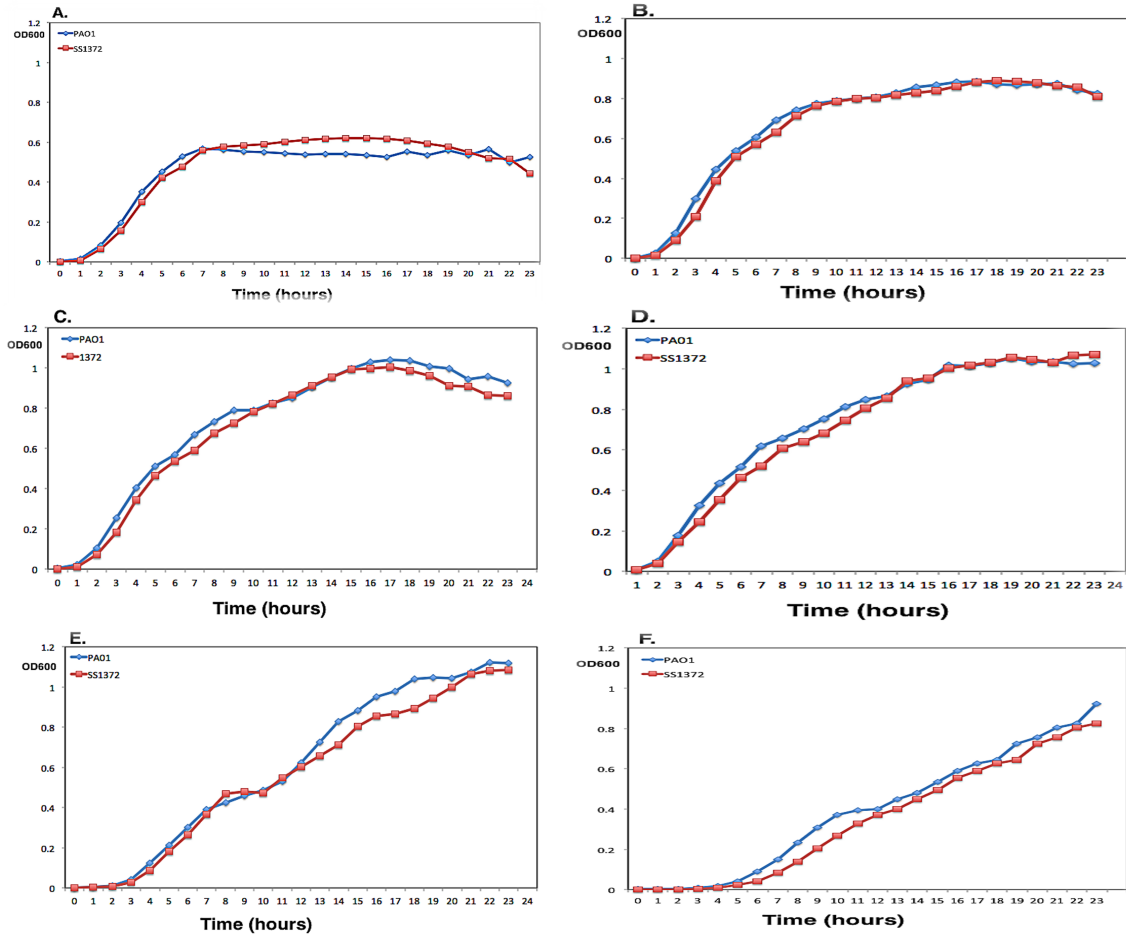 A.
1.2
OD600
PAO1
SS1372
1
0.8
0.6
0.4
0.2
0
0 1 2 3 4 5 6 7 8 9 10 11 12 13 14 15 16 17 18 19 20 21 22 23
Time (hours)
B.
1.2
OD600
1
0.8
0.6
0.4
0.2
0
0 1 2 3 4 5 6 7 8 9 10 11 12 13 14 15 16 17 18 19 20 21 22 23
Time (hours)
C.
1.2
OD600
PAO1
1372
1
0.8
0.6
0.4
0.2
0
0 1 2 3 4 5 6 7 8 9 10 11 12 13 14 15 16 17 18 19 20 21 22 23 24
Time (hours)
D.
1.2
OD600
PAO1
SS1372
1
0.8
0.6
0.4
0.2
0
1 2 3 4 5 6 7 8 9 10 11 12 13 14 15 16 17 18 19 20 21 22 23 24
Time (hours)
E.
1.2
OD600
PA01
SS1372
1
0.8
0.6
0.4
0.2
0
0 1 2 3 4 5 6 7 8 9 10 11 12 13 14 15 16 17 18 19 20 21 22 23 24
Time (hours)
F.
1.2
OD600
PAO1
SS1372
1
0.8
0.6
0.4
0.2
0
0 1 2 3 4 5 6 7 8 9 10 11 12 13 14 15 16 17 18 19 20 21 22 23
Time (hours)